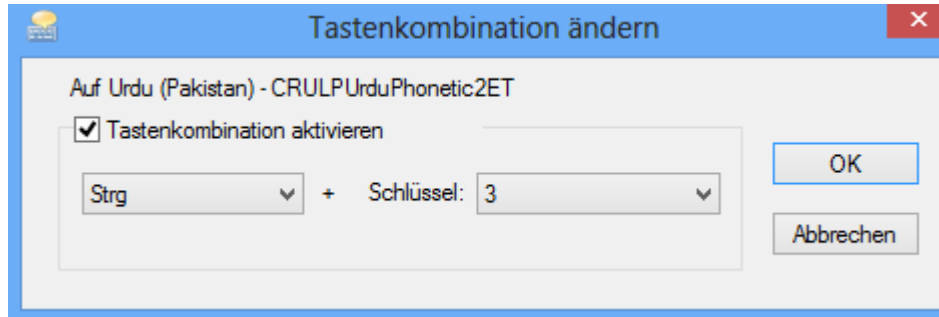 Tastenkombination ändern
Auf Urdu (Pakistan) - CRULPUrduPhonetic2ET
Tastenkombination aktivieren
Strg + Schlüssel: 3
OK
Abbrechen